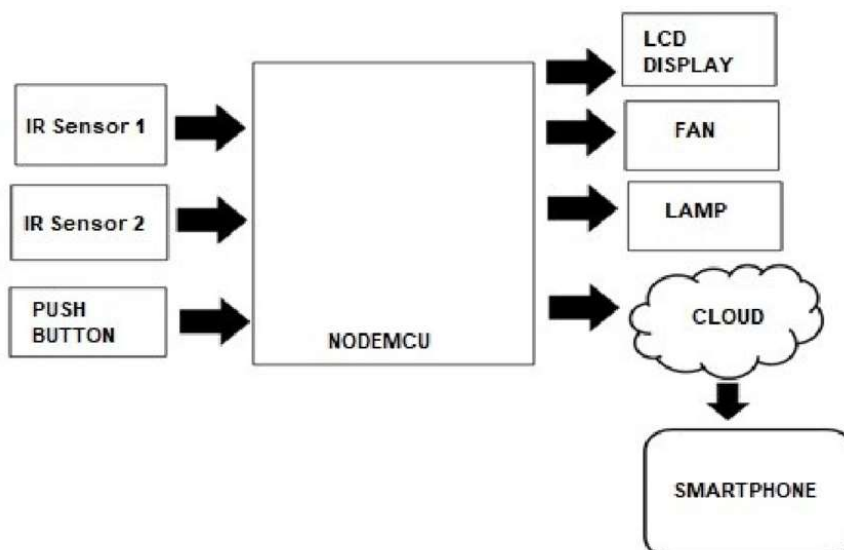 IR Sensor 1
IR Sensor 2
PUSH
BUTTON
NODEMCU
LCD
DISPLAY
FAN
LAMP
CLOUD
SMARTPHONE